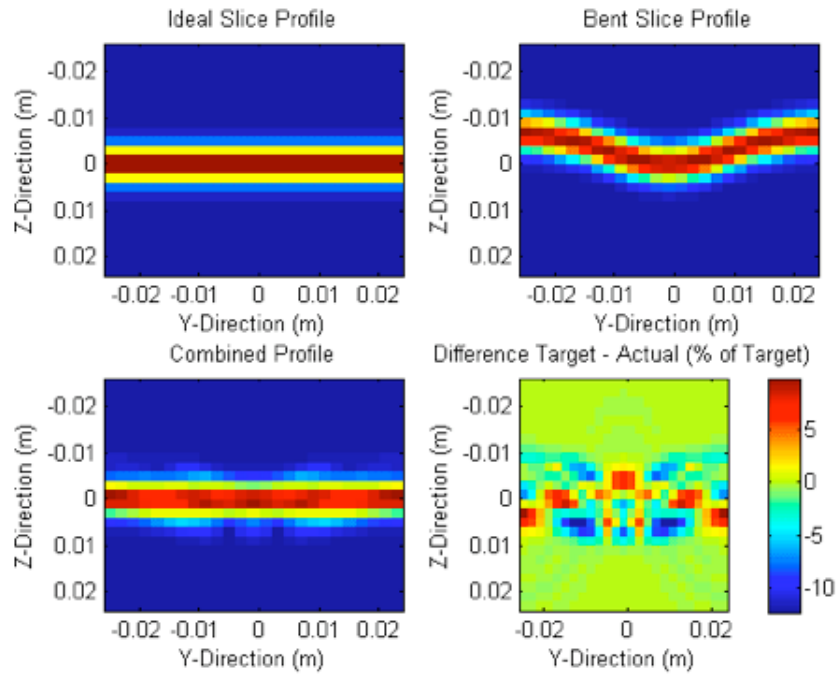 Ideal Slice Profile
Z-Direction (m)
-0.02
-0.01
0
0.01
0.02
-0.02 -0.01 0 0.01 0.02
Y-Direction (m)
Bent Slice Profile
Z-Direction (m)
-0.02
-0.01
0
0.01
0.02
-0.02 -0.01 0 0.01 0.02
Y-Direction (m)
Combined Profile
Z-Direction (m)
-0.02
-0.01
0
0.01
0.02
-0.02 -0.01 0 0.01 0.02
Y-Direction (m)
Difference Target - Actual (% of Target)
Z-Direction (m)
-0.02
-0.01
0
0.01
0.02
-0.02 0 0.02
Y-Direction (m)
5
0
-5
-10